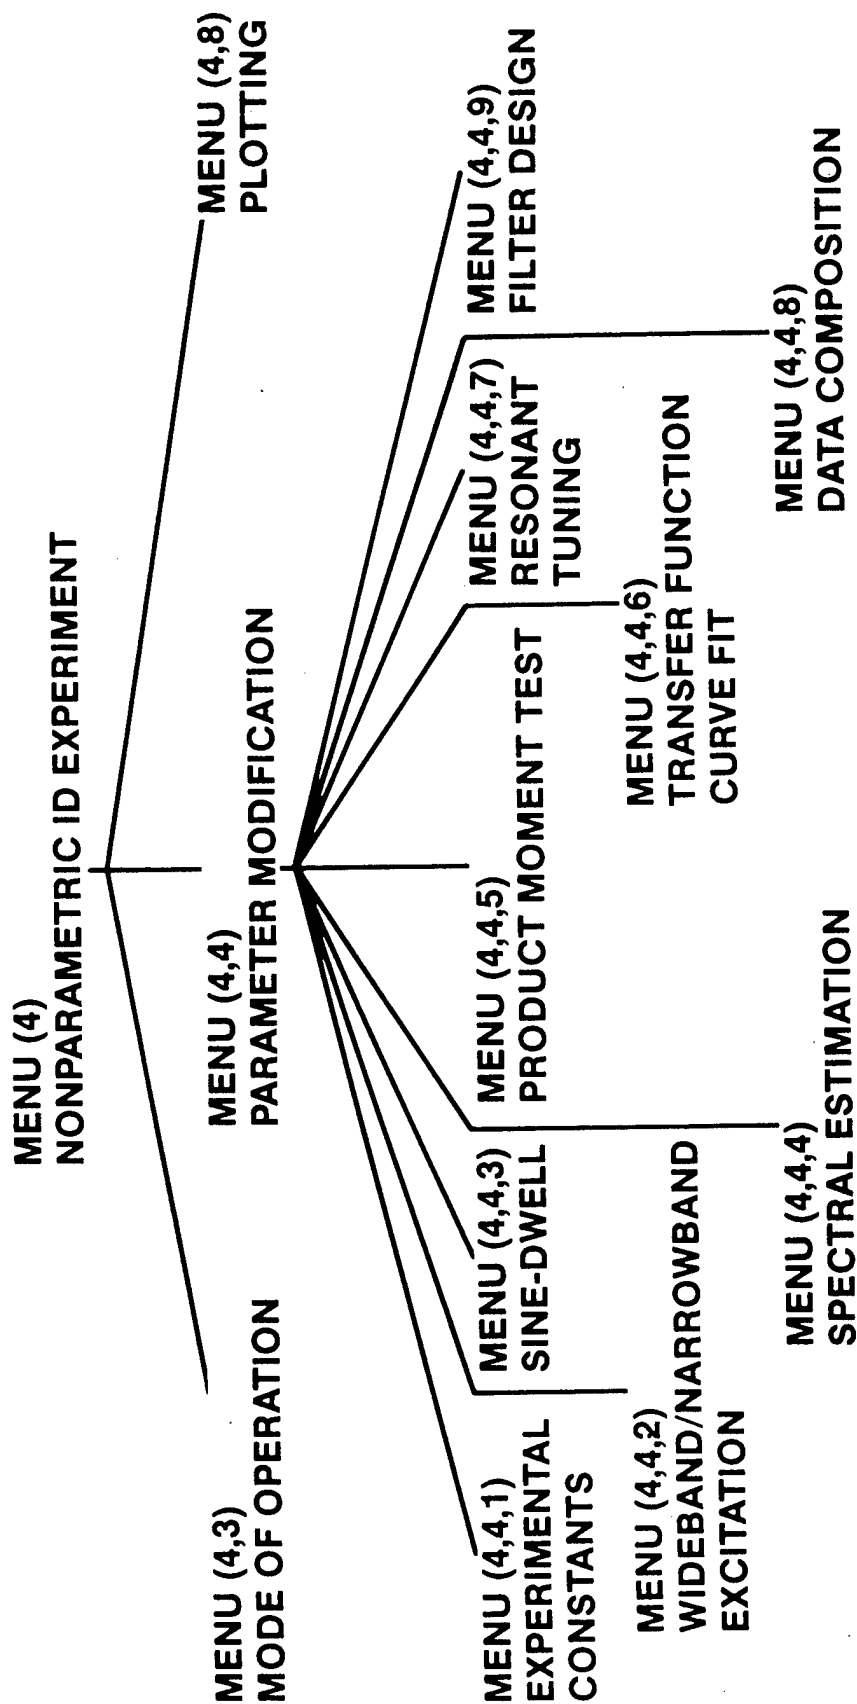 MENU (4)
NONPARAMETRIC ID EXPERIMENT
MENU (4,3)
MODE OF OPERATION
MENU (4,4)
PARAMETER MODIFICATION
MENU (4,8)
PLOTTING
MENU (4,4,1)
EXPERIMENTAL
CONSTANTS
MENU (4,4,2)
WIDEBAND/NARROWBAND
EXCITATION
MENU (4,4,3)
SINE-DWELL
MENU (4,4,4)
SPECTRAL ESTIMATION
MENU (4,4,5)
PRODUCT MOMENT TEST
MENU (4,4,6)
TRANSFER FUNCTION
CURVE FIT
MENU (4,4,7)
RESONANT
TUNING
MENU (4,4,8)
DATA COMPOSITION
MENU (4,4,9)
FILTER DESIGN